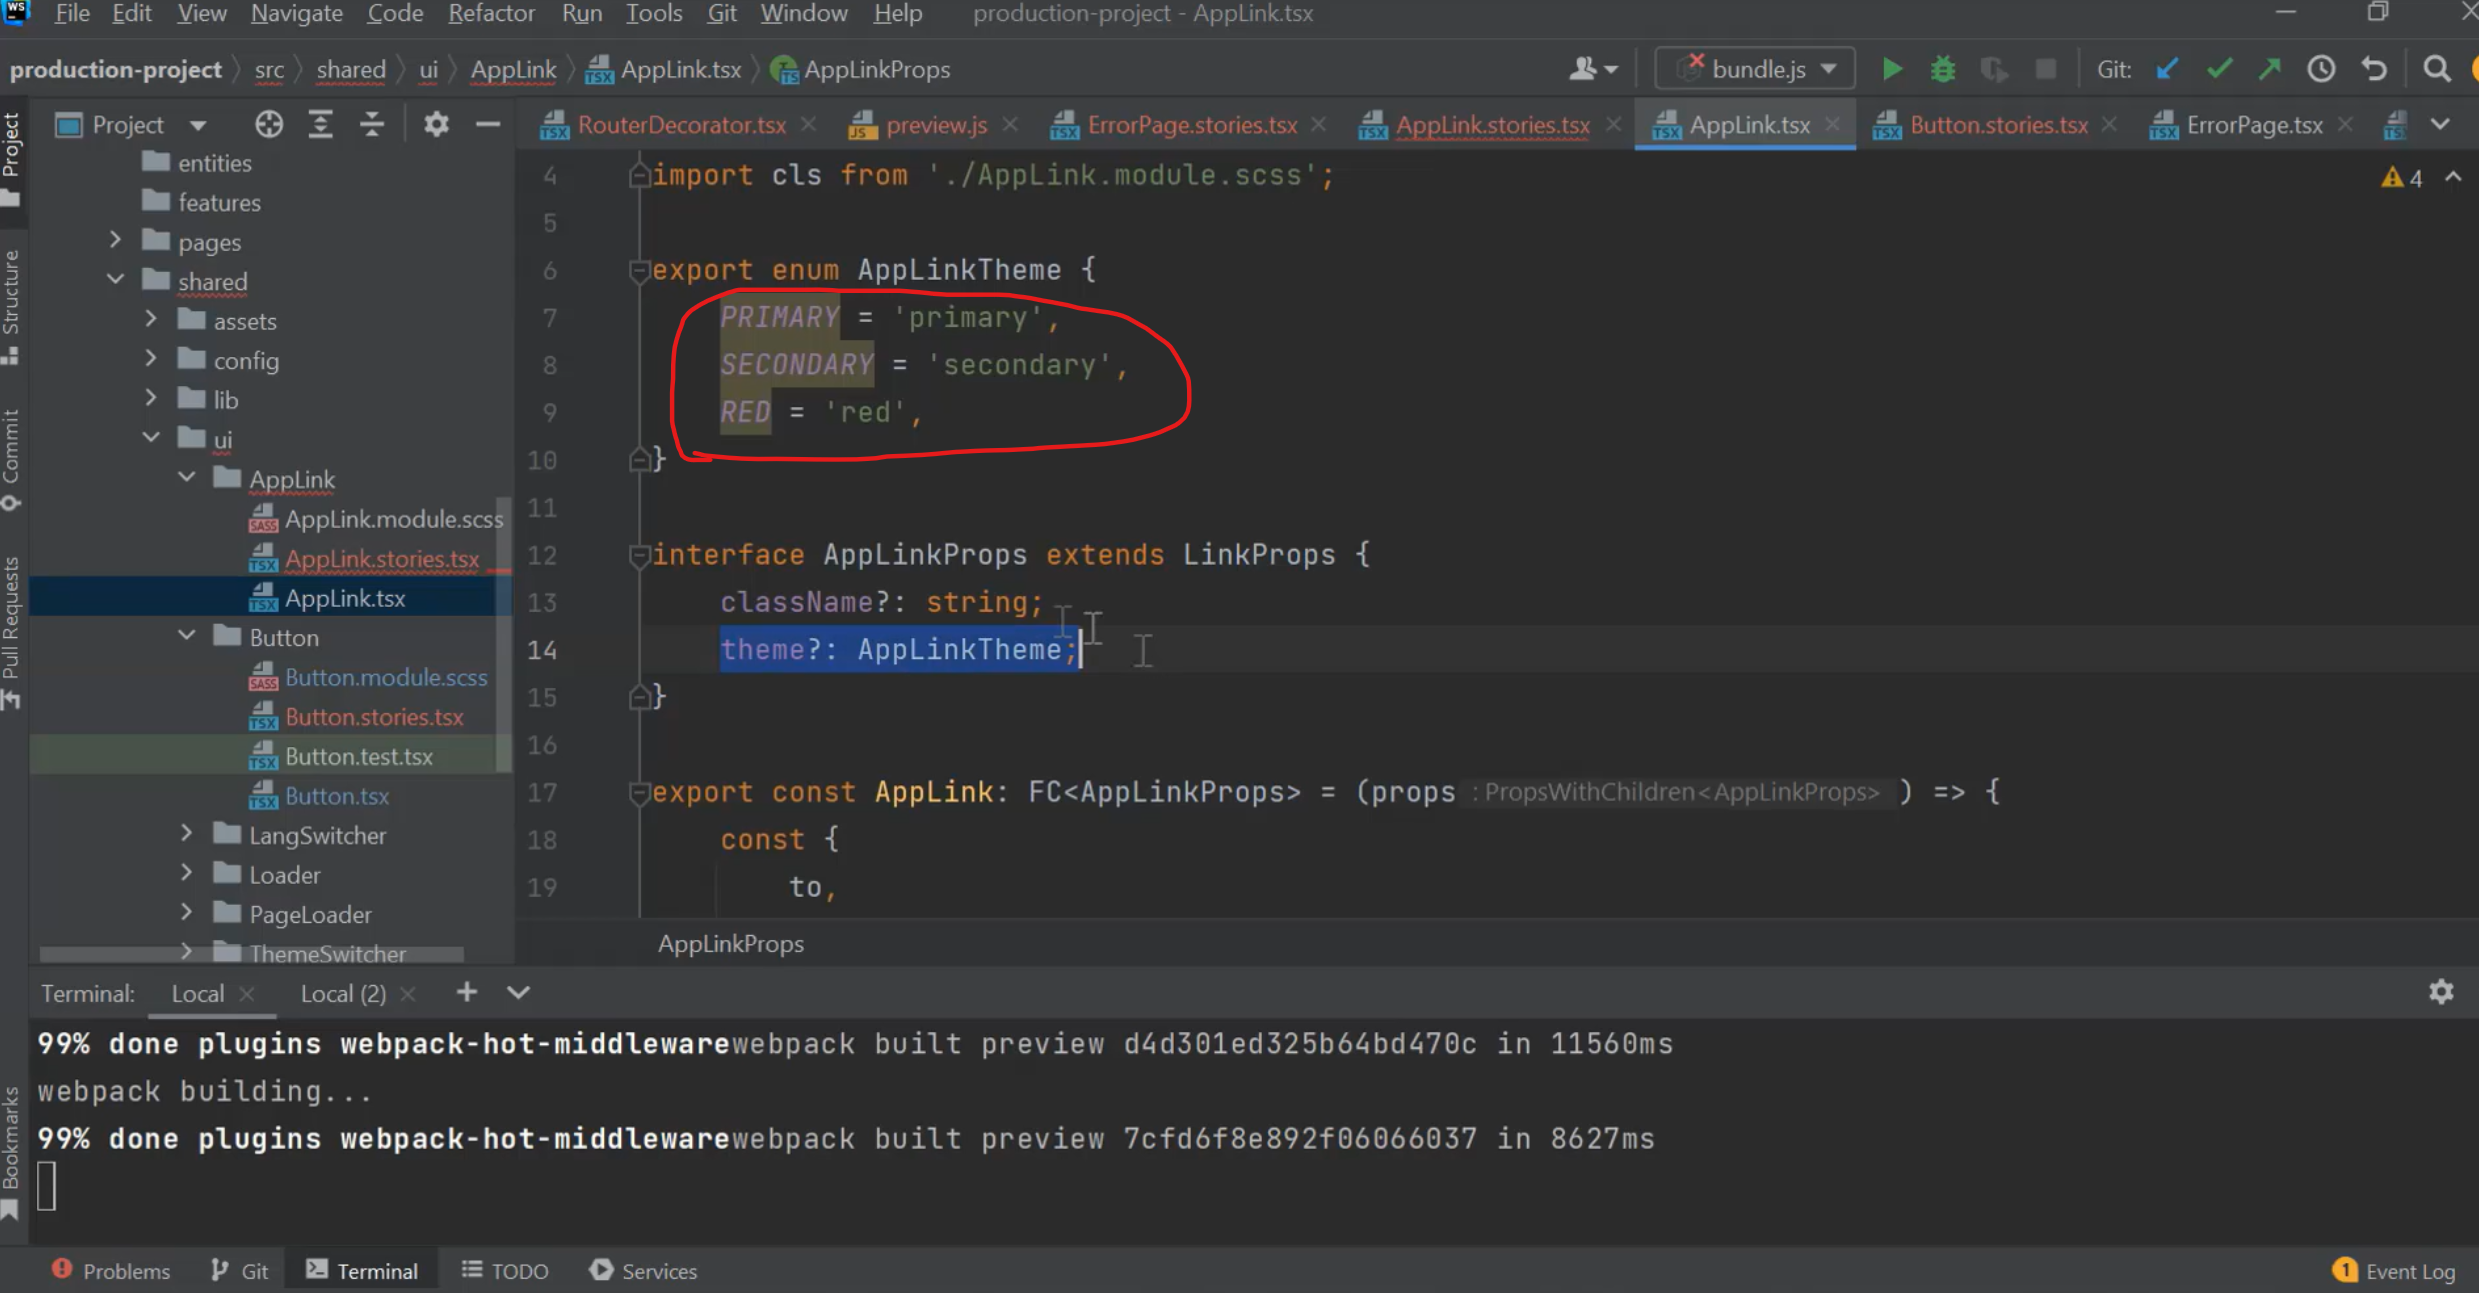 WS File Edit View Navigate Code Refactor Run Tools Git Window Help production-project - AppLink.tsx
production-project src shared ui AppLink AppLink.tsx AppLinkProps bundle.js Git:
Project
RouterDecorator.tsx preview.js ErrorPage.stories.tsx AppLink.stories.tsx AppLink.tsx Button.stories.tsx ErrorPage.tsx
Project
Structure
Commit
Pull Requests
Bookmarks
entities
features
pages
shared
assets
config
lib
ui
AppLink
AppLink.module.scss
AppLink.stories.tsx
AppLink.tsx
Button
Button.module.scss
Button.stories.tsx
Button.test.tsx
Button.tsx
LangSwitcher
Loader
PageLoader
ThemeSwitcher
4 import cls from './AppLink.module.scss';
4
5
6 export enum AppLinkTheme {
7 PRIMARY = 'primary',
8 SECONDARY = 'secondary',
9 RED = 'red',
10 }
11
12 interface AppLinkProps extends LinkProps {
13 className?: string;
14 theme?: AppLinkTheme;
15 }
16
17 export const AppLink: FC<AppLinkProps> = (props : PropsWithChildren<AppLinkProps> ) => {
18 const {
19 to,
AppLinkProps
Terminal: Local Local (2)
99% done plugins webpack-hot-middlewarewebpack built preview d4d301ed325b64bd470c in 11560ms
webpack building...
99% done plugins webpack-hot-middlewarewebpack built preview 7cfd6f8e892f06066037 in 8627ms
Problems Git Terminal TODO Services 1 Event Log